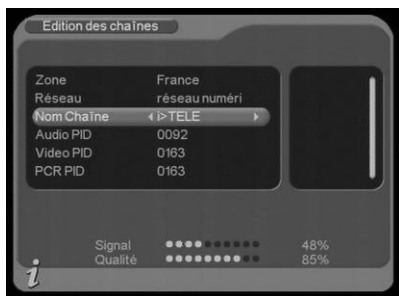 Edition des chaînes
Zone France
Réseau réseau numéri
Nom Chaîne i>TELE
Audio PID 0092
Video PID 0163
PCR PID 0163
Signal 48%
Qualité 85%
i